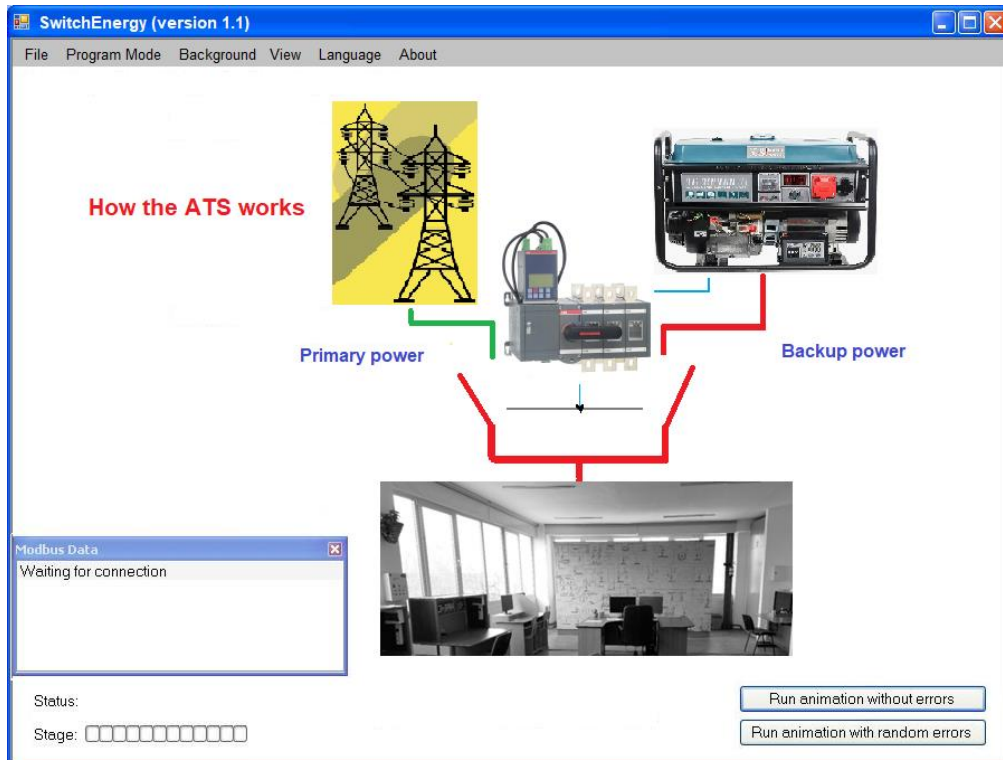 SwitchEnergy (version 1.1)
File Program Mode Background View Language About
How the ATS works
Primary power
Backup power
Modbus Data
Waiting for connection
Status:
Run animation without errors
Stage:
Run animation with random errors